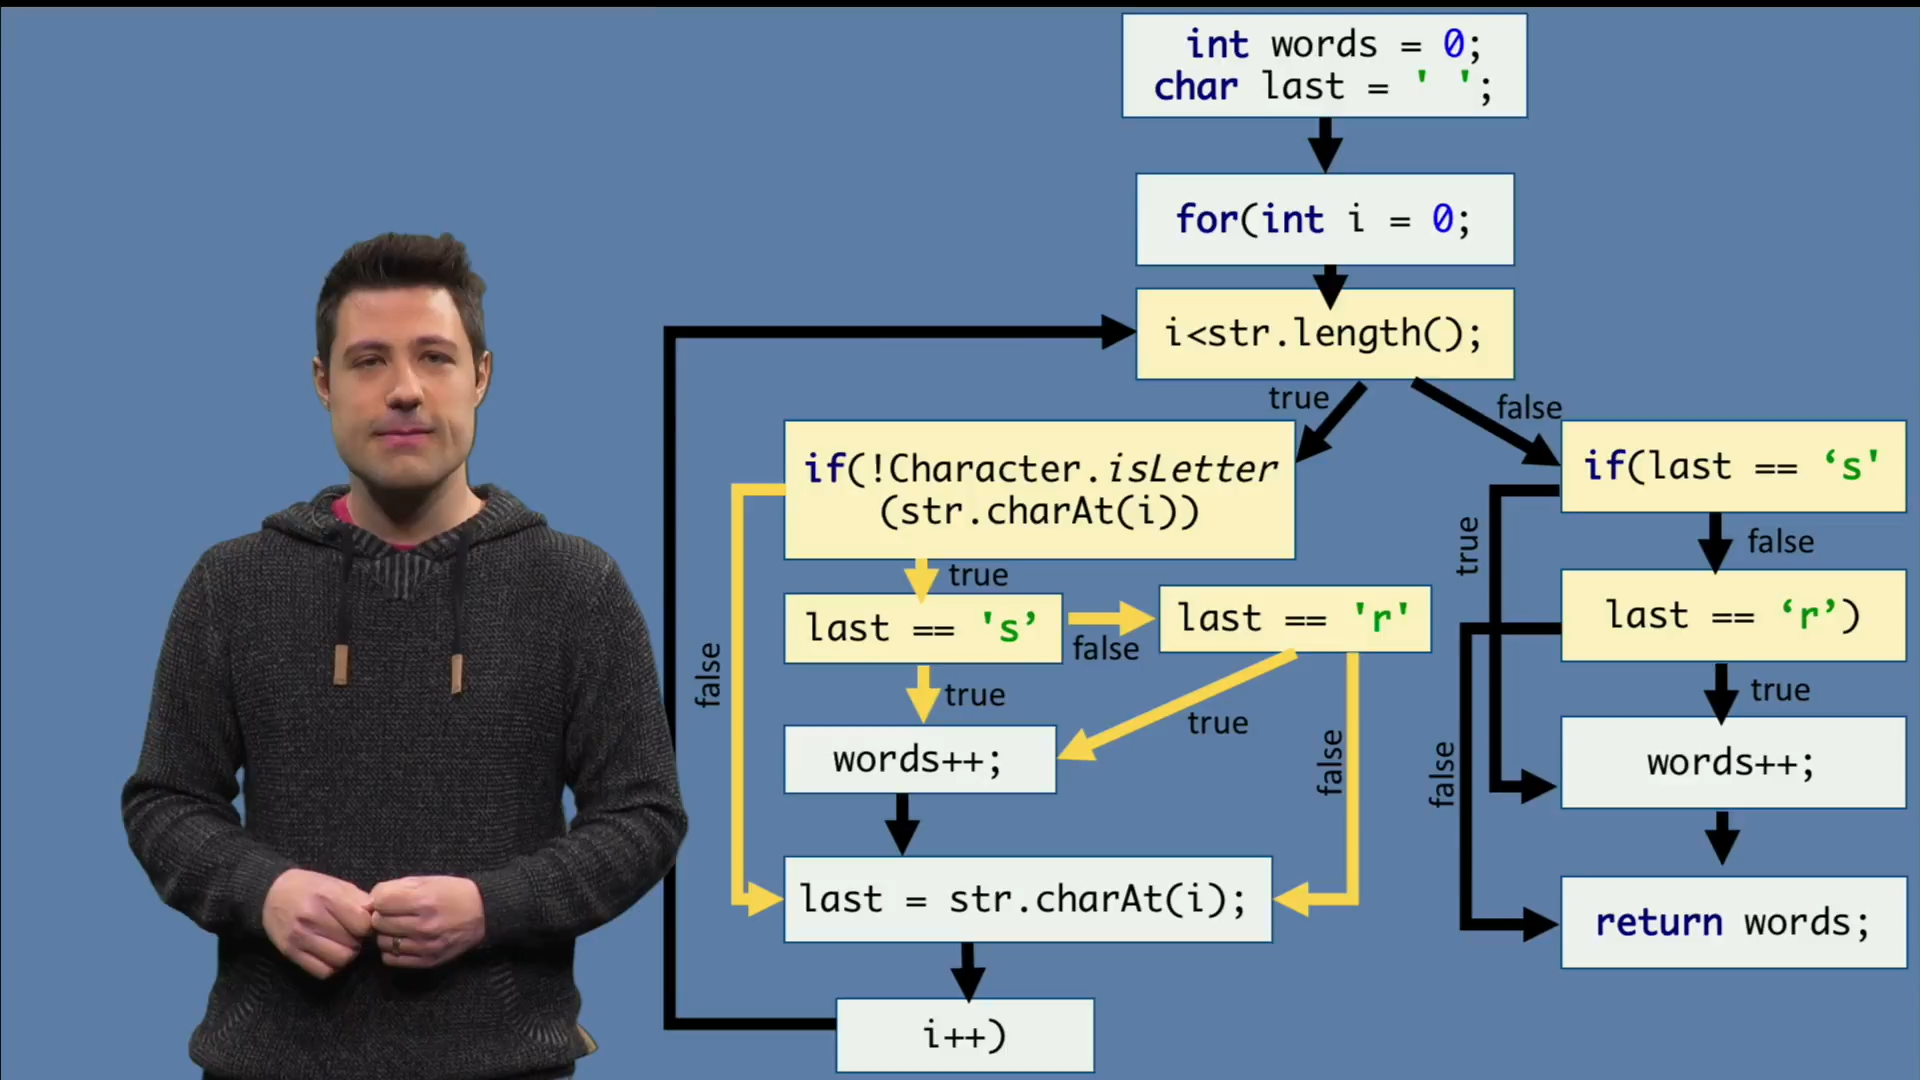 int words = 0;
char last = ' ';
for(int i = 0;
i<str.length();
true
false
if(!Character.isLetter
(str.charAt(i))
if(last == ‘s'
true
false
true
last == 's’
false
last == 'r'
last == ‘r’)
false
true
true
true
false
false
words++;
words++;
last = str.charAt(i);
return words;
i++)